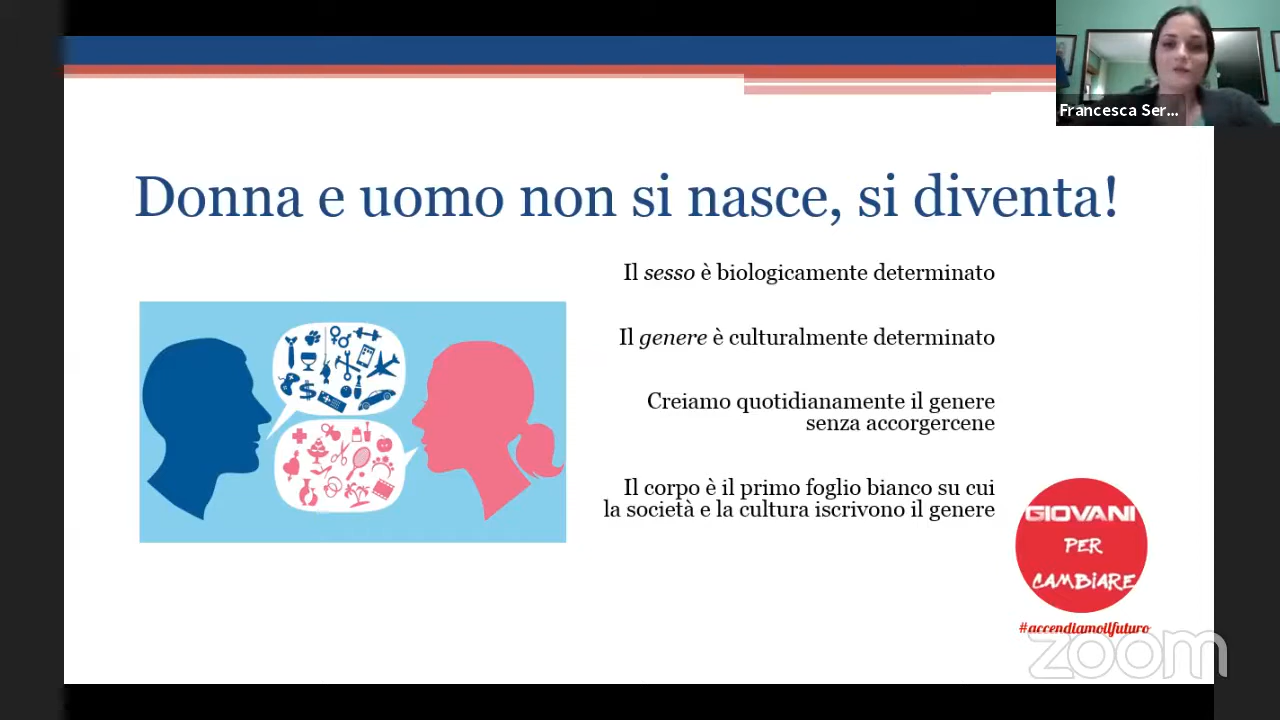 Francesca Ser...
Donna e uomo non si nasce, si diventa!
Il sesso è biologicamente determinato
Il genere è culturalmente determinato
Creiamo quotidianamente il genere
senza accorgercene
Il corpo è il primo foglio bianco su cui
la società e la cultura iscrivono il genere
GIOVANI
PER
CAMBiARE
#accendiamoilfuturo
zoom